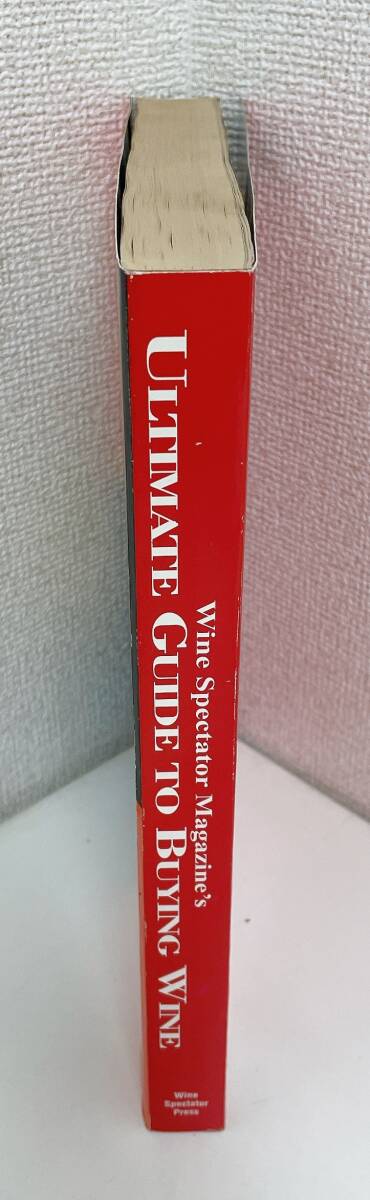 Wine Spectator Magazine's
ULTIMATE GUIDE TO BUYING WINE
Wine
Spectator
Press